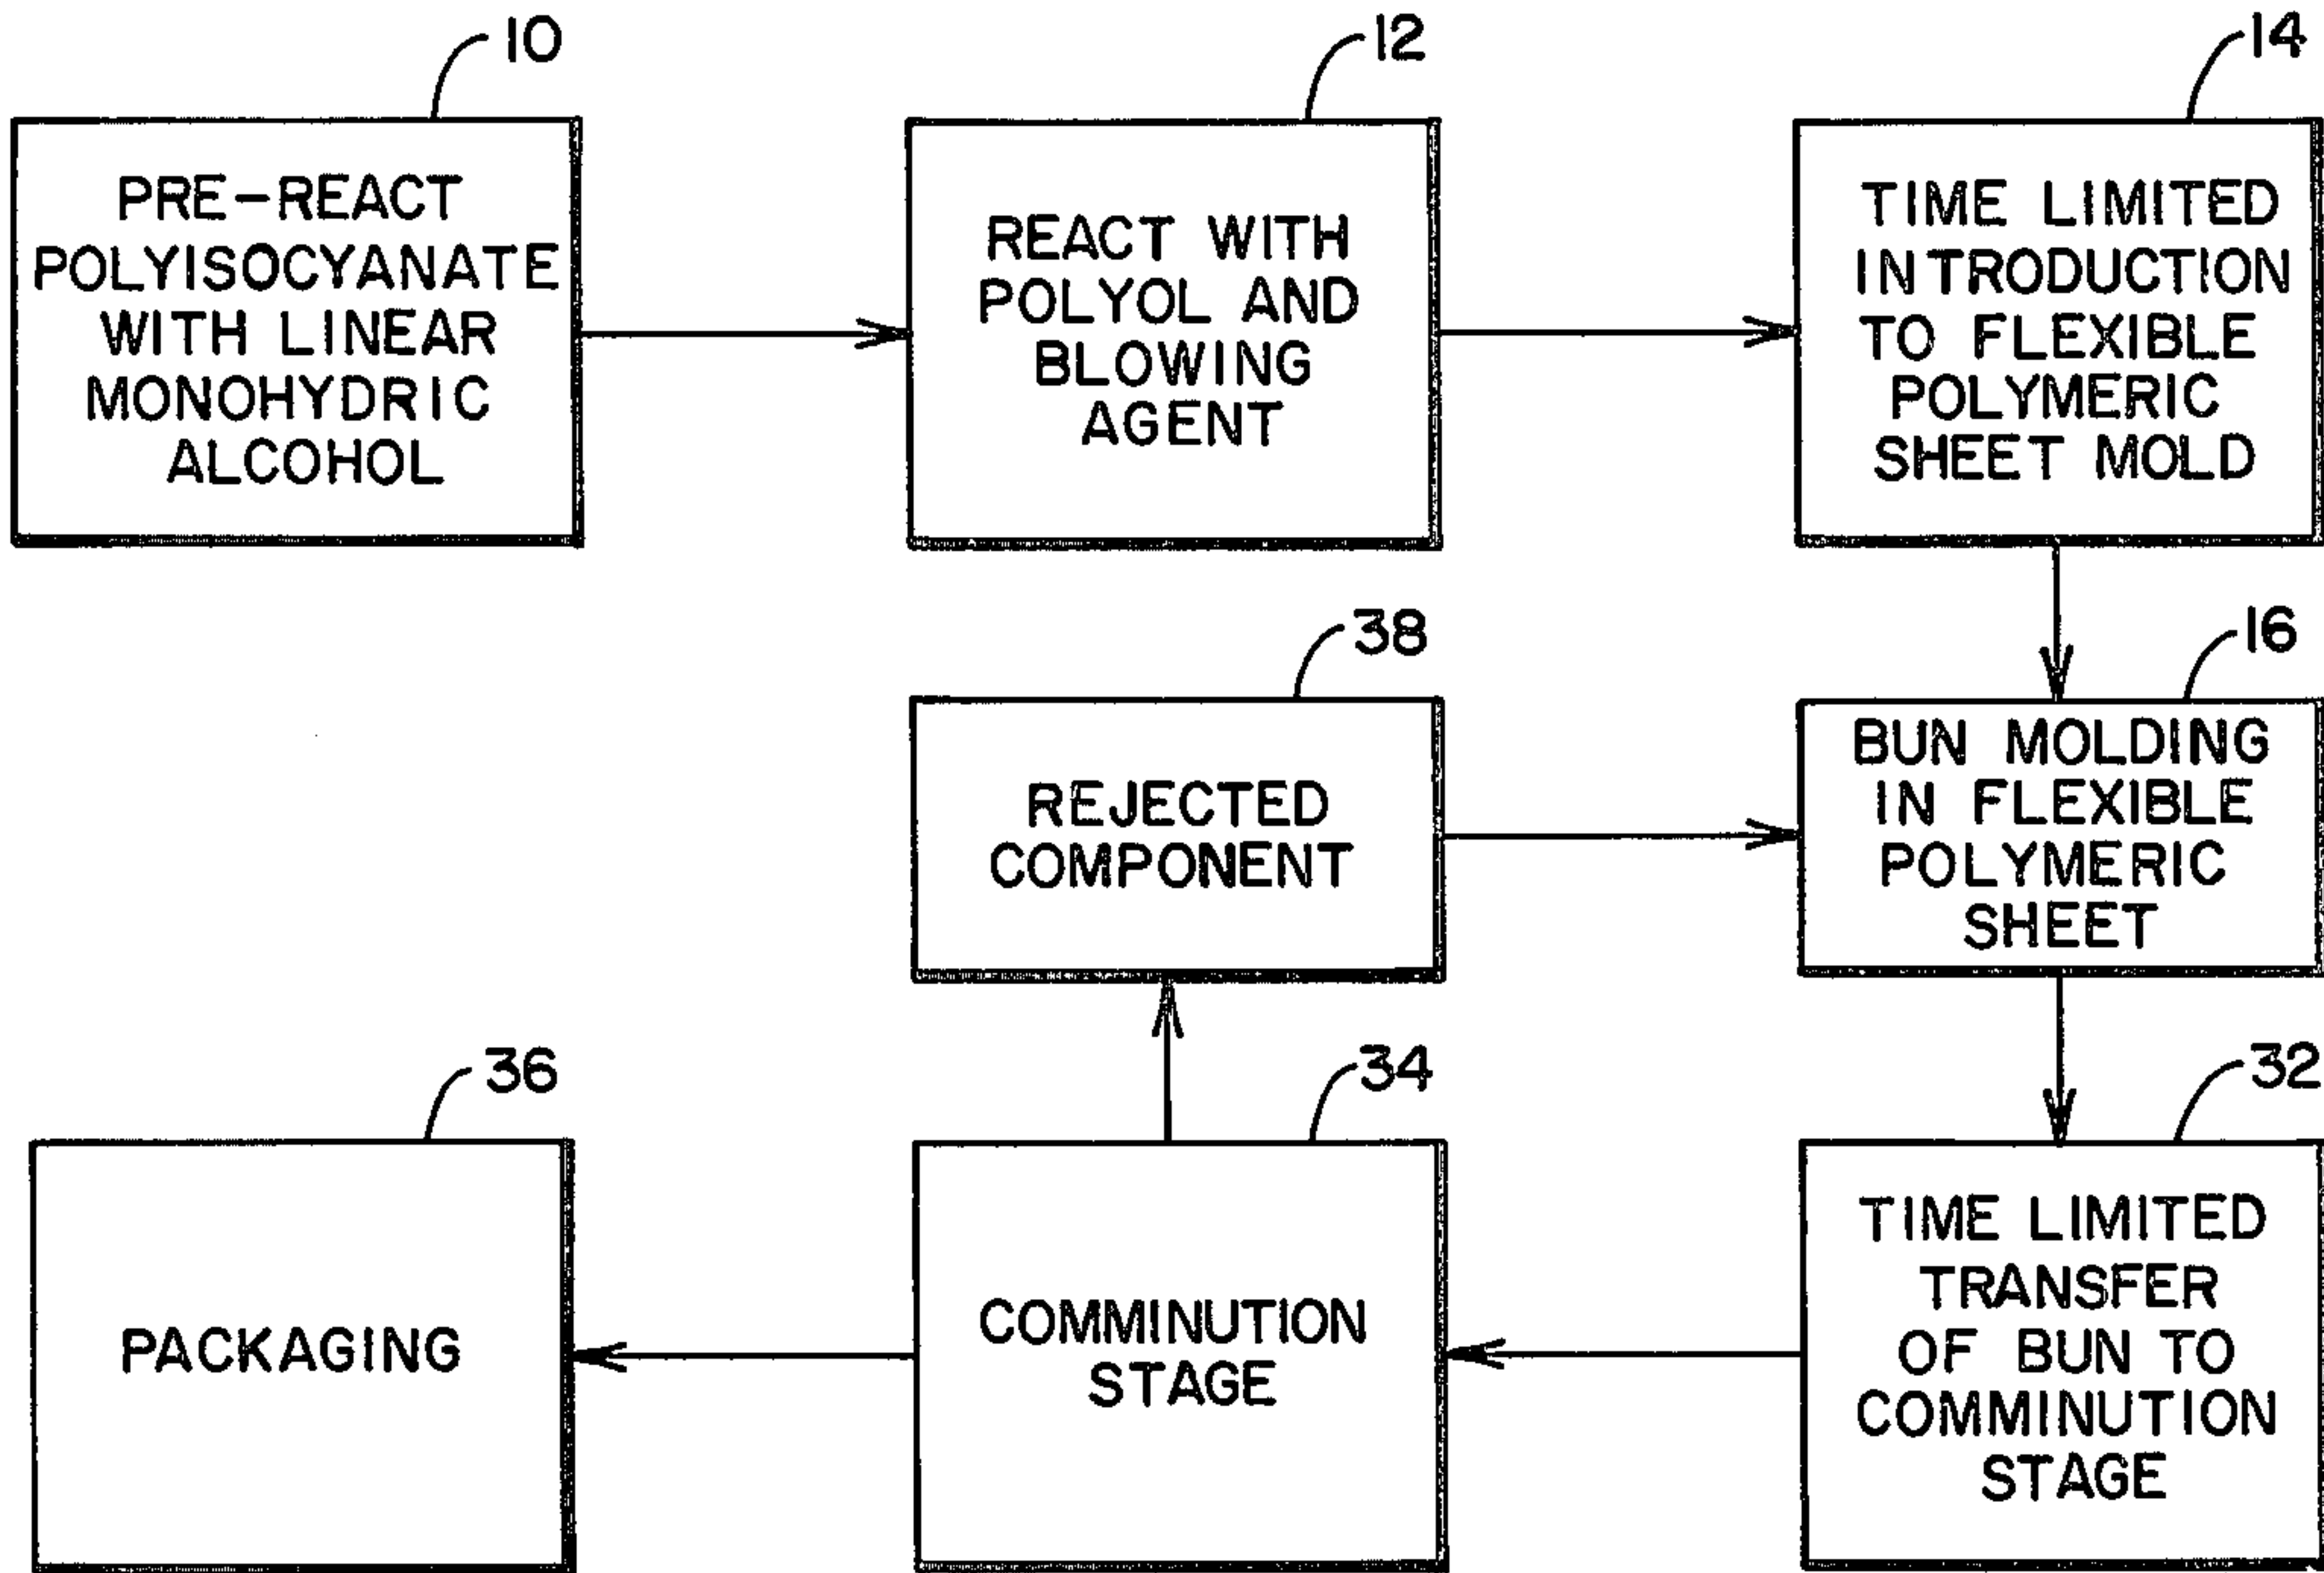 10
PRE-REACT
POLYISOCYANATE
WITH LINEAR
MONOHYDRIC
ALCOHOL
12
REACT WITH
POLYOL AND
BLOWING
AGENT
14
TIME LIMITED
INTRODUCTION
TO FLEXIBLE
POLYMERIC
SHEET MOLD
38
REJECTED
COMPONENT
16
BUN MOLDING
IN FLEXIBLE
POLYMERIC
SHEET
36
PACKAGING
34
COMMINUTION
STAGE
32
TIME LIMITED
TRANSFER
OF BUN TO
COMMINUTION
STAGE